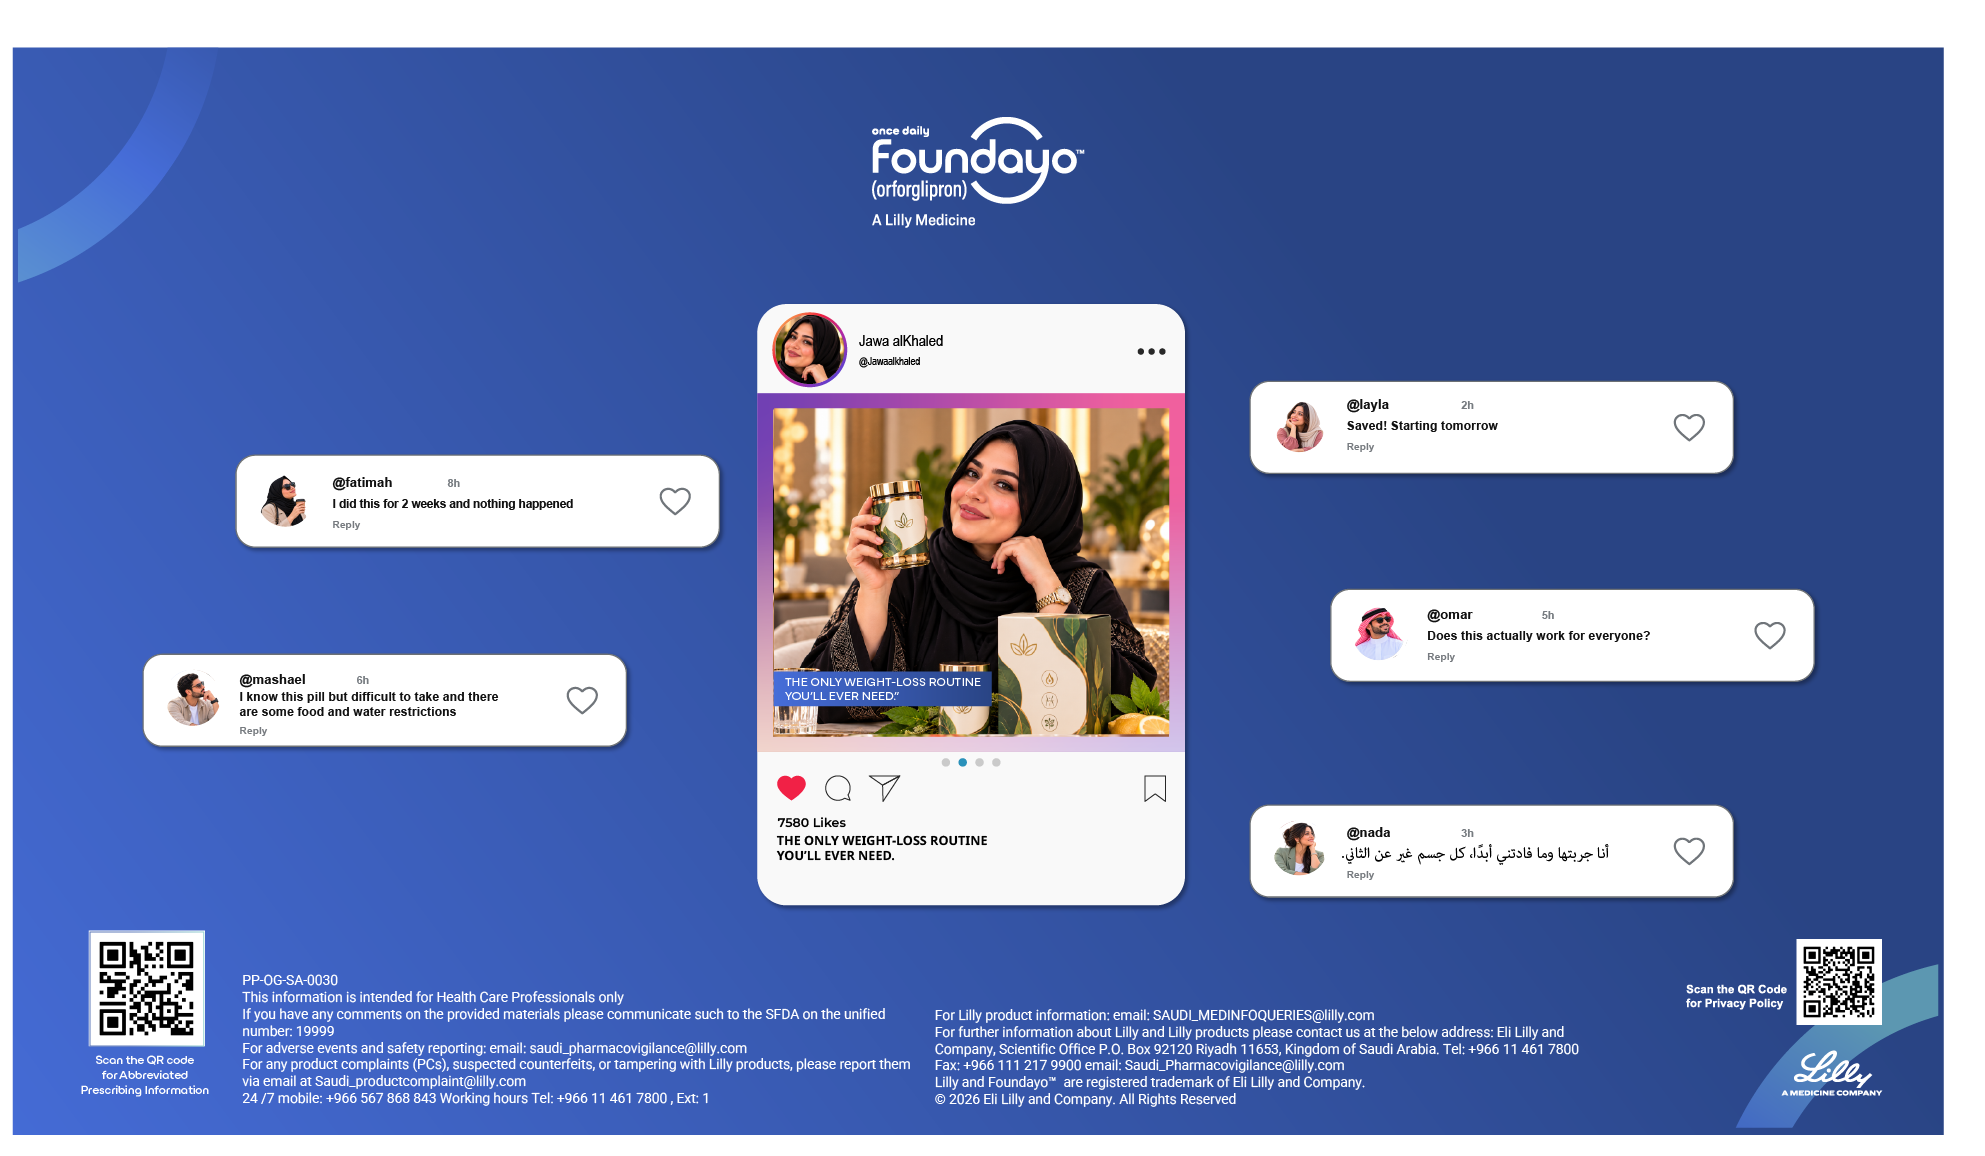 once daily
Foundayo™
(orforglipron)
A Lilly Medicine
Jawa alKhaled
@Jawaalkhaled
THE ONLY WEIGHT-LOSS ROUTINE
YOU'LL EVER NEED.”
7580 Likes
THE ONLY WEIGHT-LOSS ROUTINE
YOU'LL EVER NEED.
@fatimah 8h
I did this for 2 weeks and nothing happened
Reply
@mashael 6h
I know this pill but difficult to take and there
are some food and water restrictions
Reply
@layla 2h
Saved! Starting tomorrow
Reply
@omar 5h
Does this actually work for everyone?
Reply
@nada 3h
أنا جربتها وما فادتني أبدًا، كل جسم غير عن الثاني.
Reply
Scan the QR code
for Abbreviated
Prescribing Information
PP-OG-SA-0030
This information is intended for Health Care Professionals only
If you have any comments on the provided materials please communicate such to the SFDA on the unified
number: 19999
For adverse events and safety reporting: email: saudi_pharmacovigilance@lilly.com
For any product complaints (PCs), suspected counterfeits, or tampering with Lilly products, please report them
via email at Saudi_productcomplaint@lilly.com
24 /7 mobile: +966 567 868 843 Working hours Tel: +966 11 461 7800 , Ext: 1
For Lilly product information: email: SAUDI_MEDINFOQUERIES@lilly.com
For further information about Lilly and Lilly products please contact us at the below address: Eli Lilly and
Company, Scientific Office P.O. Box 92120 Riyadh 11653, Kingdom of Saudi Arabia. Tel: +966 11 461 7800
Fax: +966 111 217 9900 email: Saudi_Pharmacovigilance@lilly.com
Lilly and Foundayo™ are registered trademark of Eli Lilly and Company.
© 2026 Eli Lilly and Company. All Rights Reserved
Scan the QR Code
for Privacy Policy
Lilly
A MEDICINE COMPANY